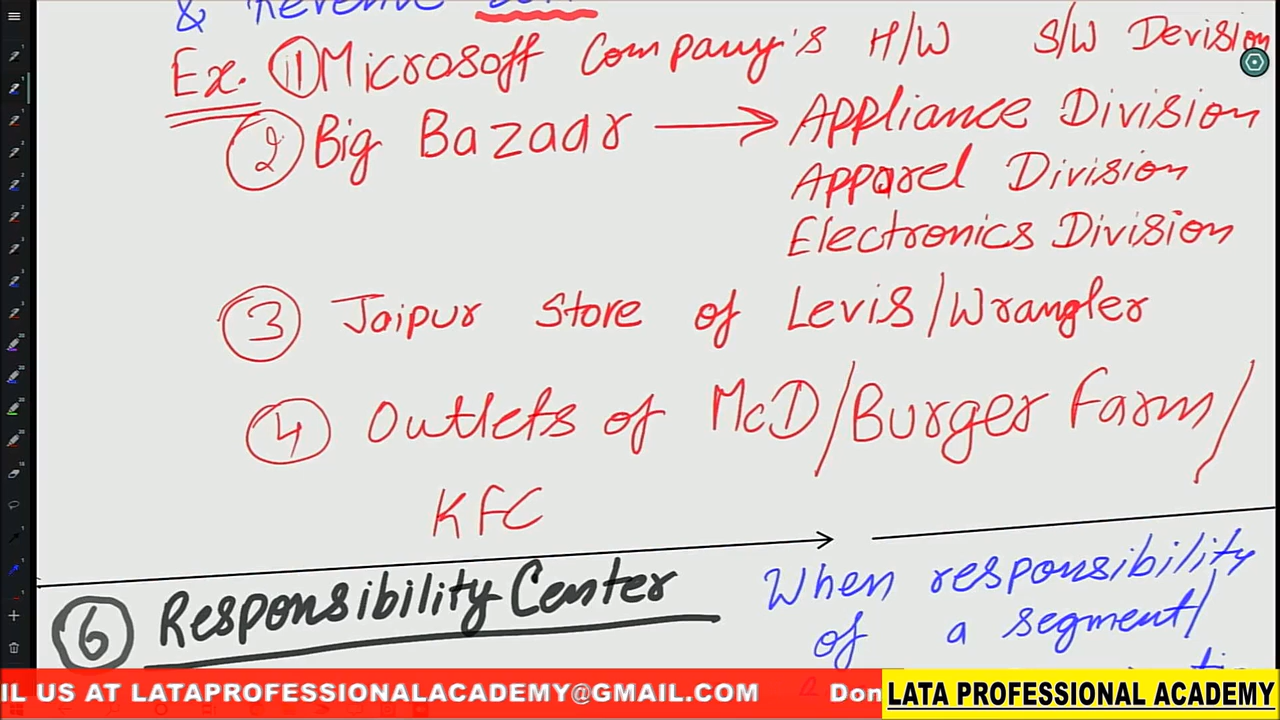 & Revenue
Ex. (1) Microsoff Company's H/W S/W Devision
(2) Big Bazaar → Appliance Division
Apparel Division
Electronics Division
(3) Jaipur Store of Levis/Wrangler
(4) Outlets of McD/Burger Farm/
KFC
(6) Responsibility Center
When responsibility
of a segment/
IL US AT LATAPROFESSIONALACADEMY@GMAIL.COM Don
LATA PROFESSIONAL ACADEMY